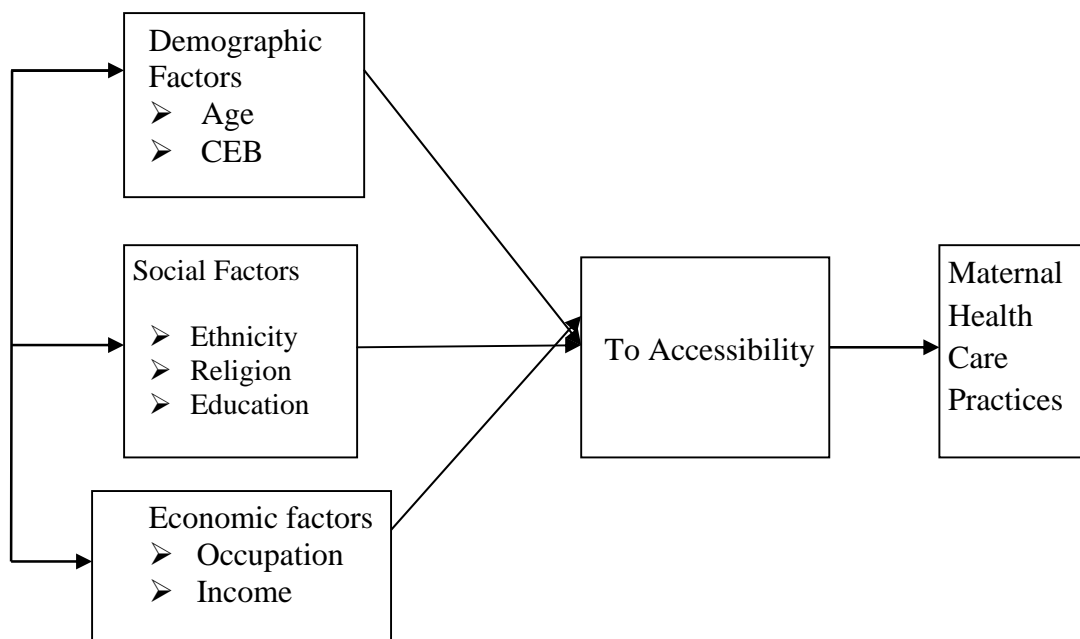 Demographic
Factors
➢ Age
➢ CEB
Social Factors
➢ Ethnicity
➢ Religion
➢ Education
Economic factors
➢ Occupation
➢ Income
To Accessibility
Maternal
Health
Care
Practices